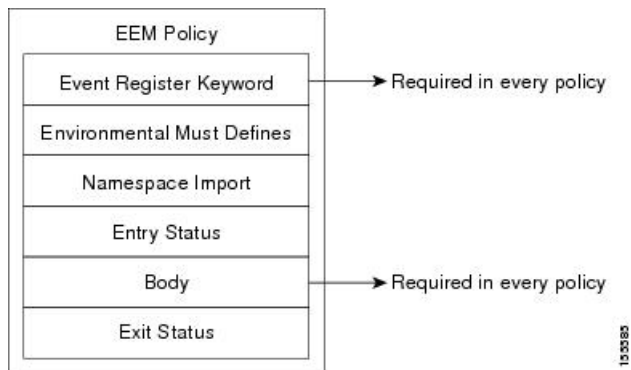 EEM Policy
Event Register Keyword
Required in every policy
Environmental Must Defines
Namespace Import
Entry Status
Body
Required in every policy
Exit Status
155585